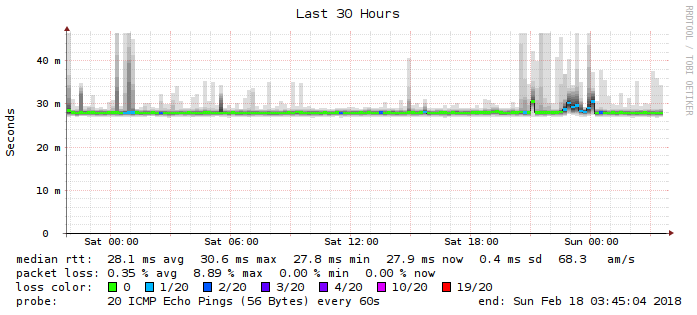 Last 30 Hours
RRDTOOL / TOBI OETIKER
Seconds
40 m
30 m
20 m
10 m
0
Sat 00:00 Sat 06:00 Sat 12:00 Sat 18:00 Sun 00:00
median rtt: 28.1 ms avg 30.6 ms max 27.8 ms min 27.9 ms now 0.4 ms sd 68.3 am/s
packet loss: 0.35 % avg 8.89 % max 0.00 % min 0.00 % now
loss color: 0 1/20 2/20 3/20 4/20 10/20 19/20
probe: 20 ICMP Echo Pings (56 Bytes) every 60s end: Sun Feb 18 03:45:04 2018